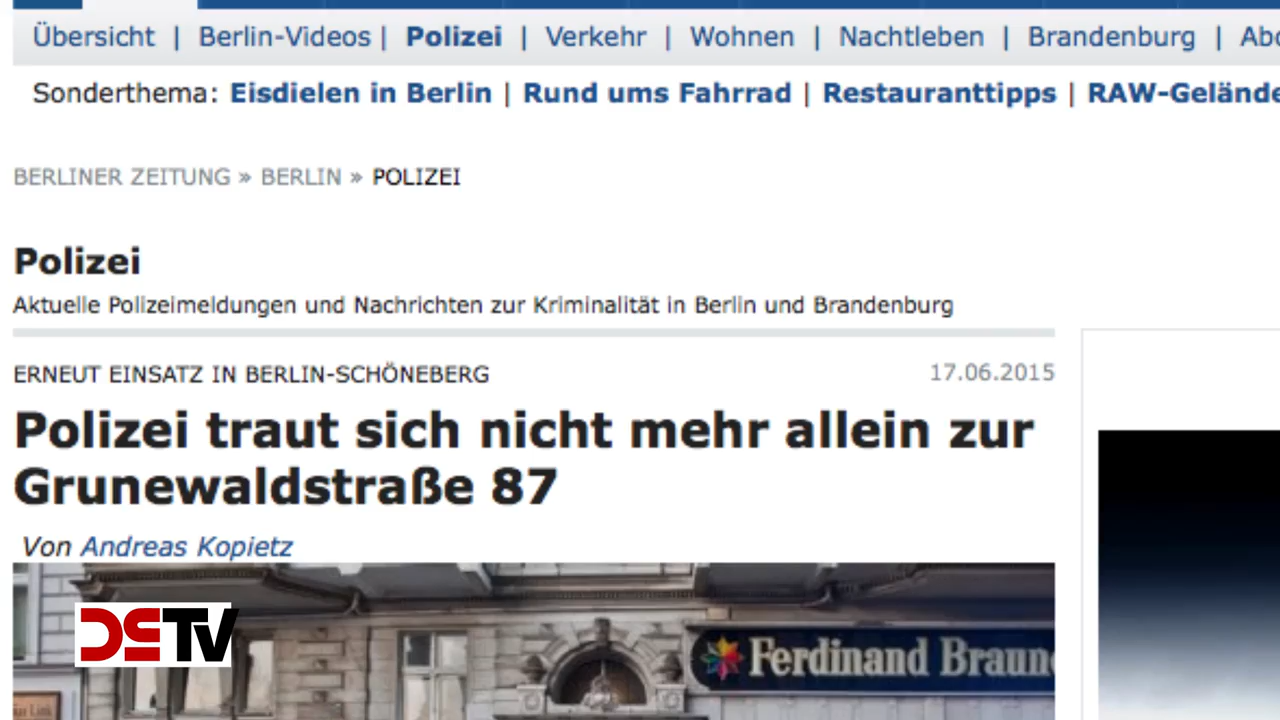 Übersicht | Berlin-Videos | Polizei | Verkehr | Wohnen | Nachtleben | Brandenburg |
Sonderthema: Eisdielen in Berlin | Rund ums Fahrrad | Restauranttipps |
BERLINER ZEITUNG » BERLIN » POLIZEI
Polizei
Aktuelle Polizeimeldungen und Nachrichten zur Kriminalität in Berlin und Brandenburg
ERNEUT EINSATZ IN BERLIN-SCHÖNEBERG
17.06.2015
Polizei traut sich nicht mehr allein zur
Grunewaldstraße 87
Von Andreas Kopietz
DSTV
Ferdinand